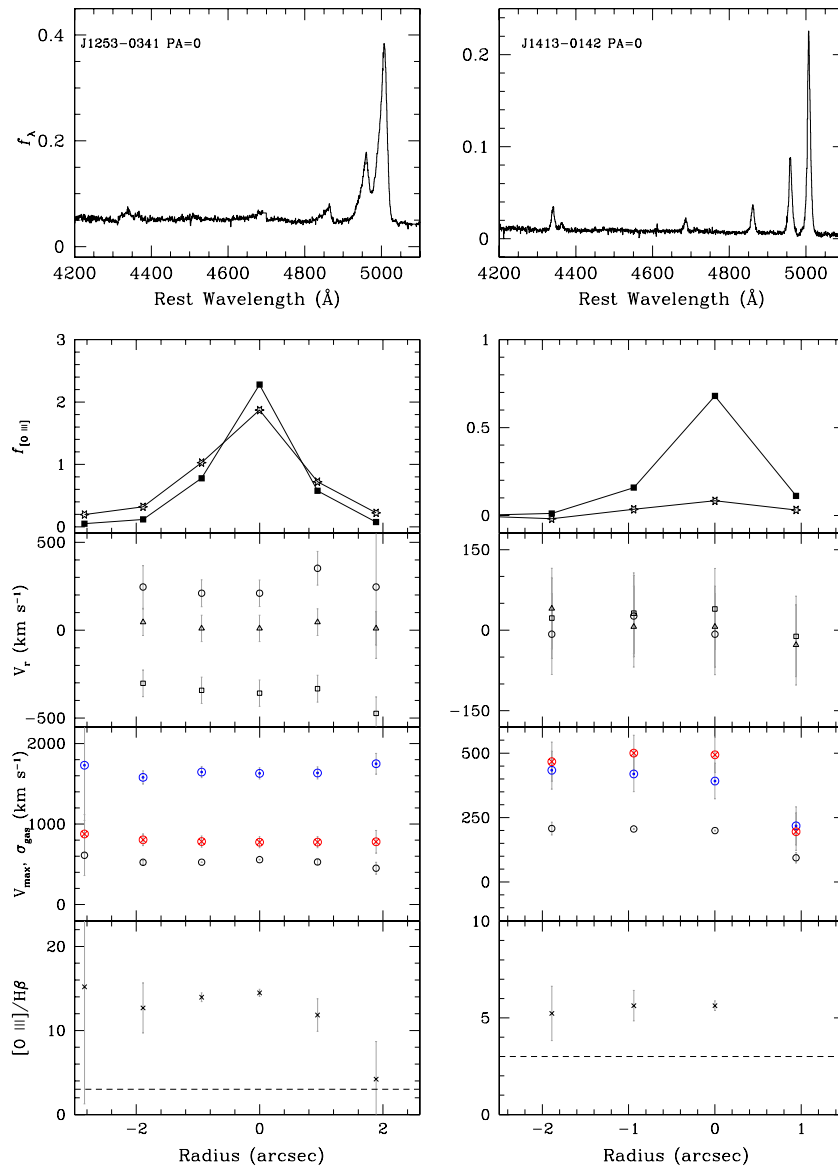 J1253−0341 PA=0
J1413−0142 PA=0
0.4
0.2
0
f_λ
0.2
0.1
0
4200 4400 4600 4800 5000
4200 4400 4600 4800 5000
Rest Wavelength (Å)
Rest Wavelength (Å)
3
2
1
0
f_[O III]
1
0.5
0
500
0
−500
V_r (km s⁻¹)
150
0
−150
2000
1000
0
V_max, σ_gas (km s⁻¹)
500
250
0
20
10
0
[O III]/Hβ
10
5
0
−2 0 2
−2 −1 0 1
Radius (arcsec)
Radius (arcsec)